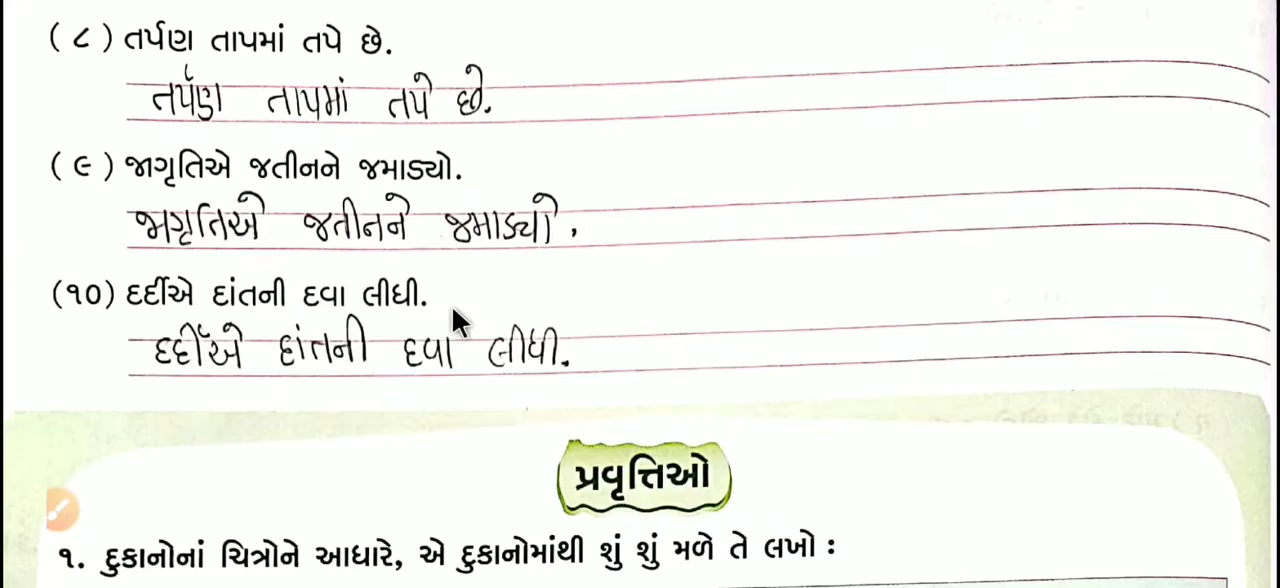 (૮) તર્પણ તાપમાં તપે છે.
તર્પણ તાપમાં તપે છે.
(૯) જાગૃતિએ જતીનને જમાડ્યો.
જાગૃતિએ જતીનને જમાડ્યો.
(૧૦) દર્દીએ દાંતની દવા લીધી.
દર્દીએ દાંતની દવા લીધી.
પ્રવૃત્તિઓ
૧. દુકાનોનાં ચિત્રોને આધારે, એ દુકાનોમાંથી શું શું મળે તે લખો :